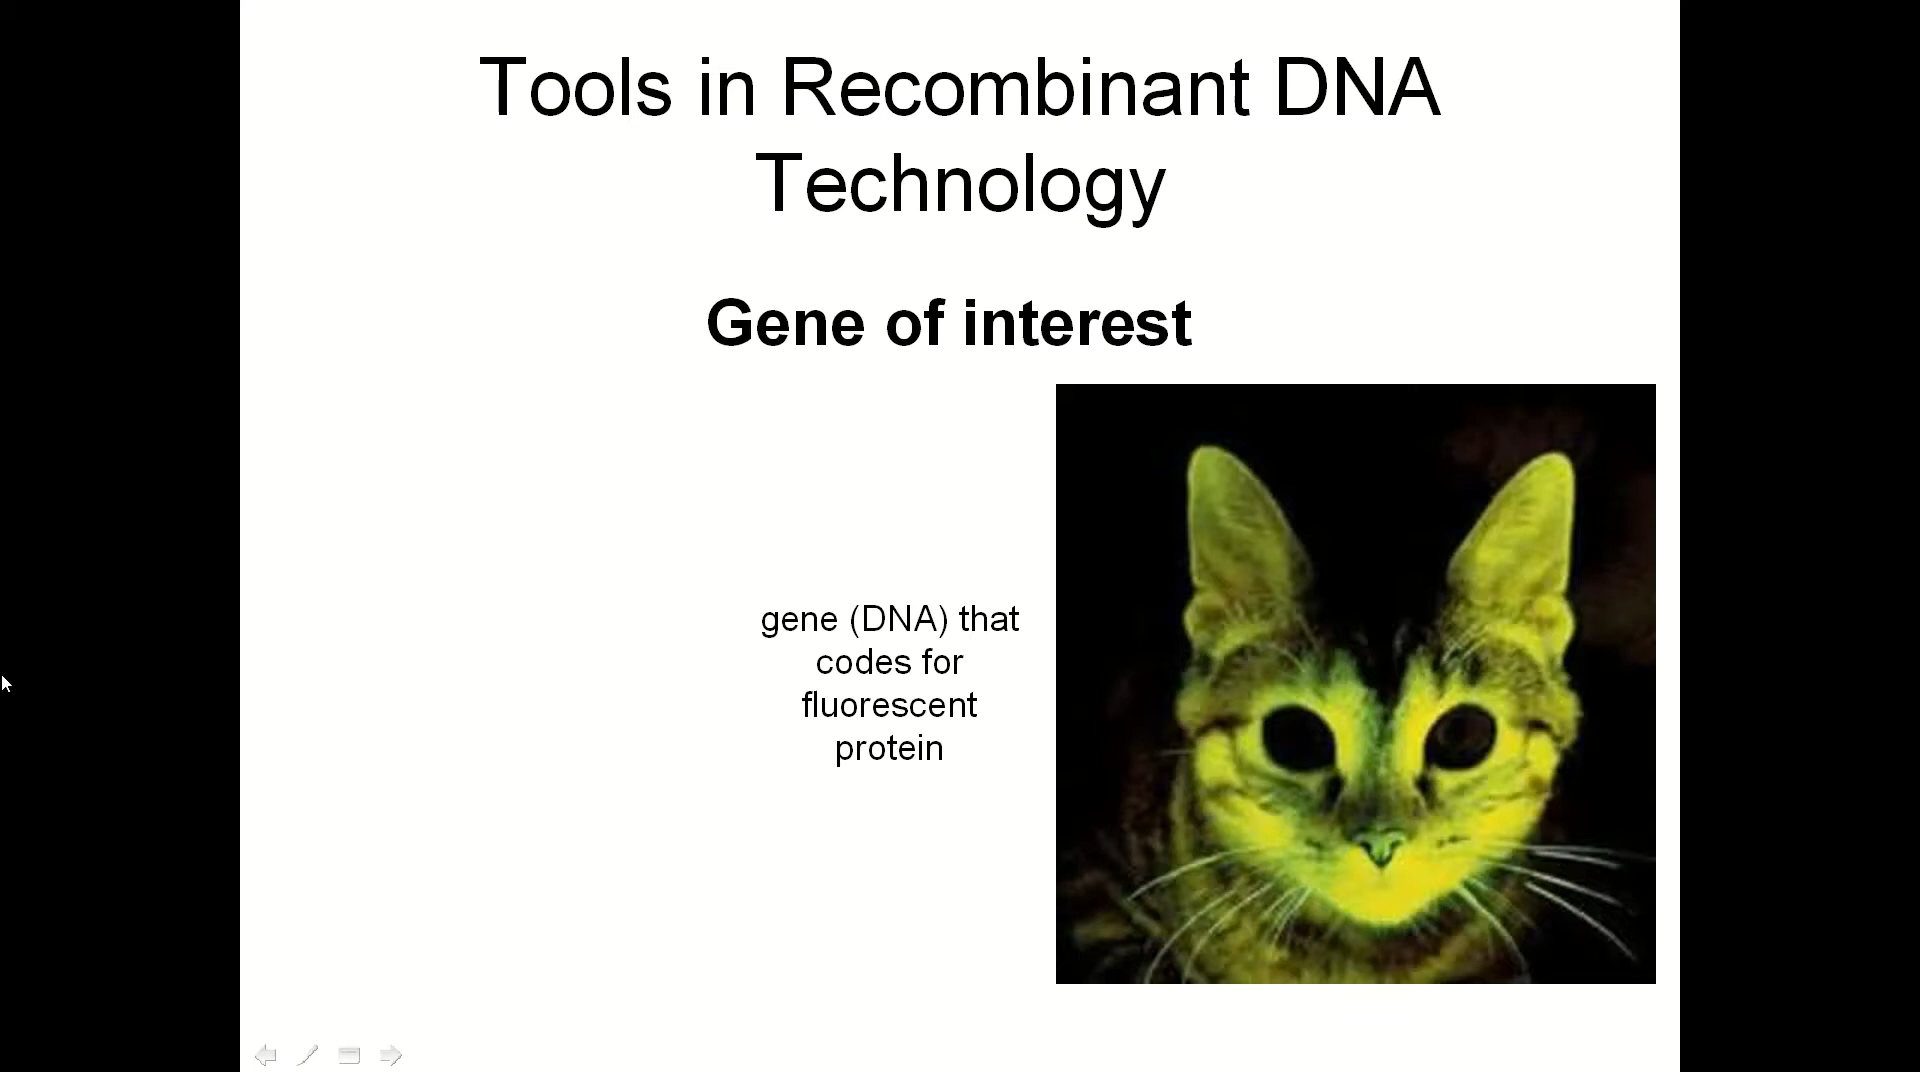 Tools in Recombinant DNA
Technology
Gene of interest
gene (DNA) that
codes for
fluorescent
protein